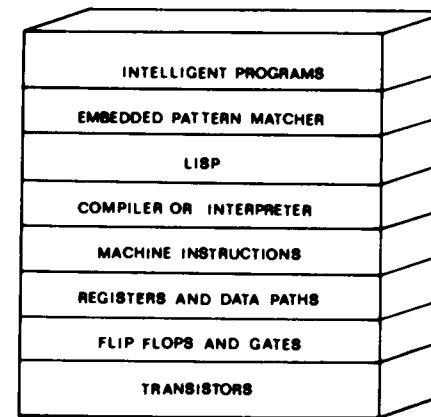 INTELLIGENT PROGRAMS
EMBEDDED PATTERN MATCHER
LISP
COMPILER OR INTERPRETER
MACHINE INSTRUCTIONS
REGISTERS AND DATA PATHS
FLIP FLOPS AND GATES
TRANSISTORS